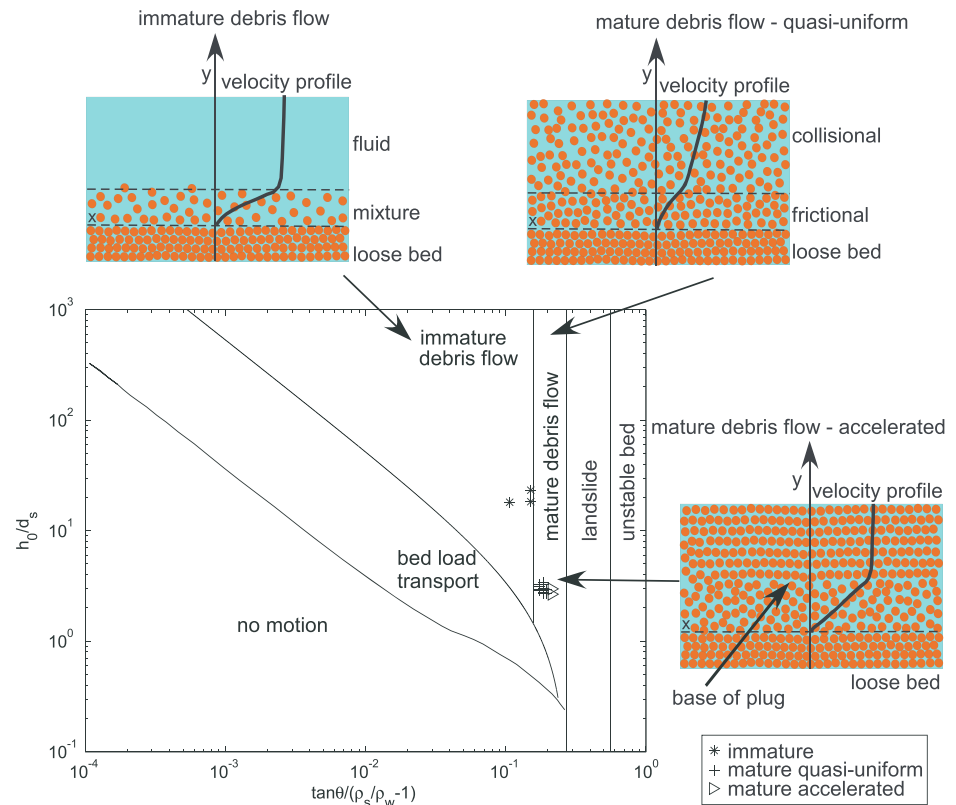 immature debris flow
y
velocity profile
fluid
mixture
x
loose bed
mature debris flow - quasi-uniform
y
velocity profile
collisional
frictional
x
loose bed
10³
10²
10¹
10⁰
10⁻¹
h₀/dₛ
immature
debris flow
mature debris flow
landslide
unstable bed
bed load
transport
no motion
10⁻⁴
10⁻³
10⁻²
10⁻¹
10⁰
tanθ/(ρₛ/ρ_w-1)
mature debris flow - accelerated
y
velocity profile
x
loose bed
base of plug
immature
mature quasi-uniform
mature accelerated